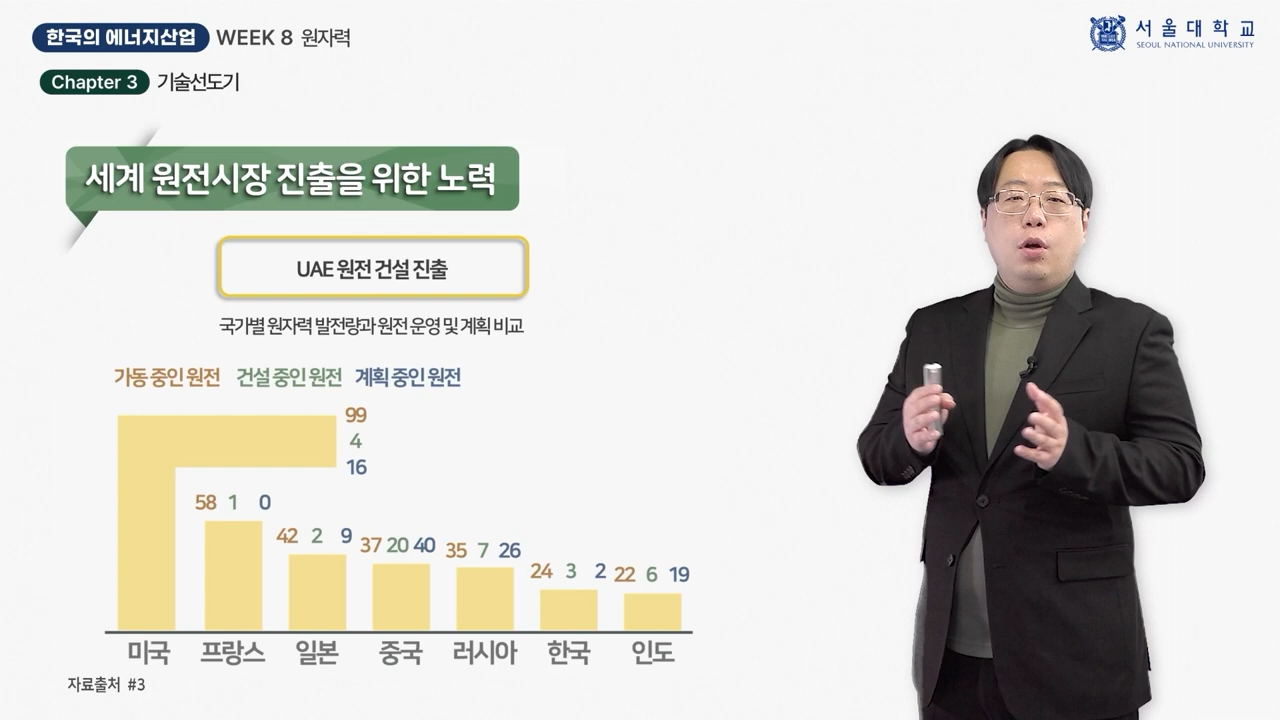 한국의 에너지산업 WEEK 8 원자력
서울대학교
SEOUL NATIONAL UNIVERSITY
Chapter 3 기술선도기
세계 원전시장 진출을 위한 노력
UAE 원전 건설 진출
국가별 원자력 발전량과 원전 운영 및 계획 비교
가동 중인 원전 건설 중인 원전 계획 중인 원전
99
4
16
58 1 0
42 2 9
37 20 40
35 7 26
24 3 2
22 6 19
미국 프랑스 일본 중국 러시아 한국 인도
자료출처 #3